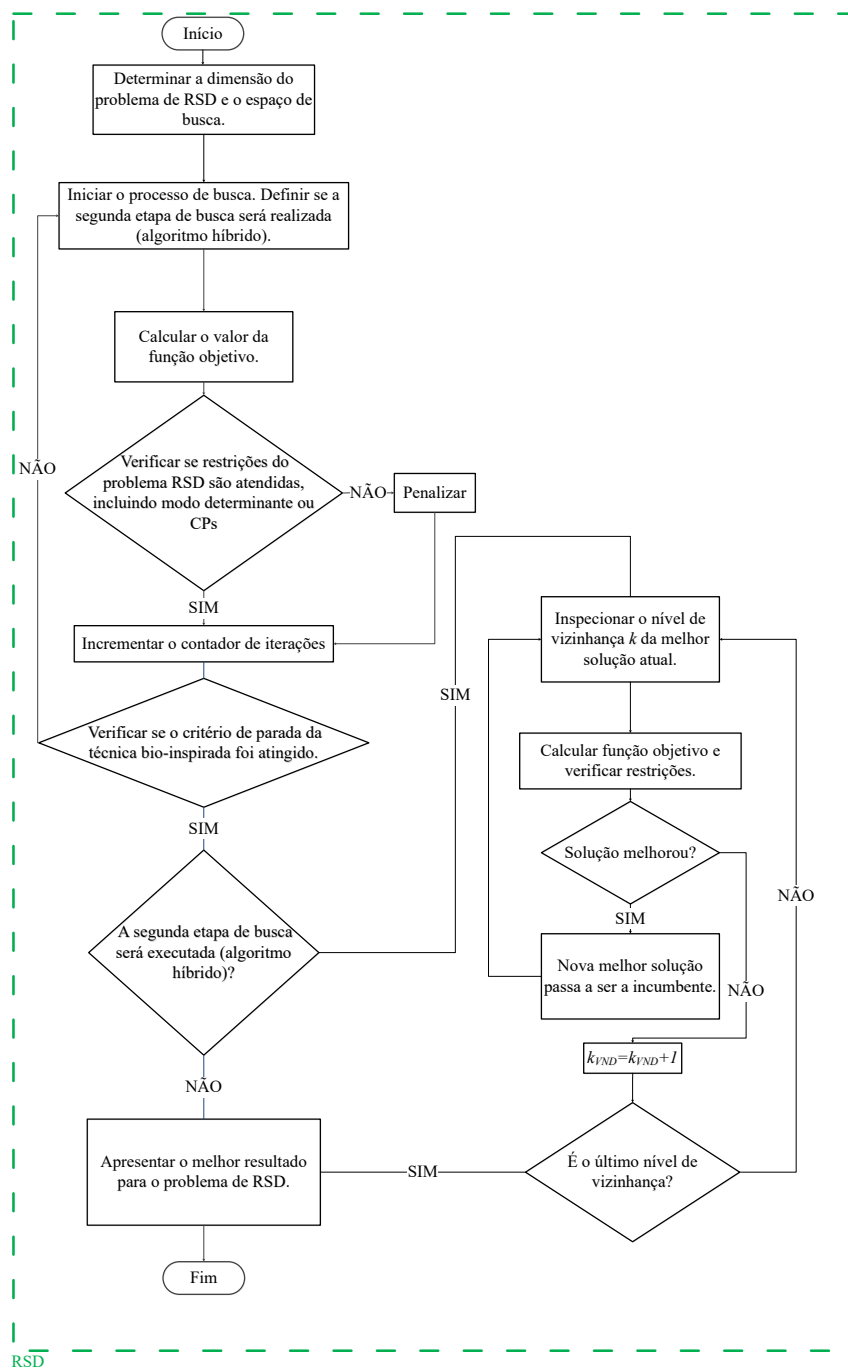 Início
Determinar a dimensão do
problema de RSD e o espaço de
busca.
Iniciar o processo de busca. Definir se a
segunda etapa de busca será realizada
(algoritmo híbrido).
Calcular o valor da
função objetivo.
NÃO
Verificar se restrições do
problema RSD são atendidas,
incluindo modo determinante ou
CPs
NÃO
Penalizar
SIM
Incrementar o contador de iterações
Verificar se o critério de parada da
técnica bio-inspirada foi atingido.
SIM
A segunda etapa de busca
será executada (algoritmo
híbrido)?
SIM
NÃO
Inspecionar o nível de
vizinhança k da melhor
solução atual.
Calcular função objetivo e
verificar restrições.
Solução melhorou?
NÃO
SIM
Nova melhor solução
passa a ser a incumbente.
NÃO
kVND=kVND+1
É o último nível de
vizinhança?
SIM
Apresentar o melhor resultado
para o problema de RSD.
Fim
RSD